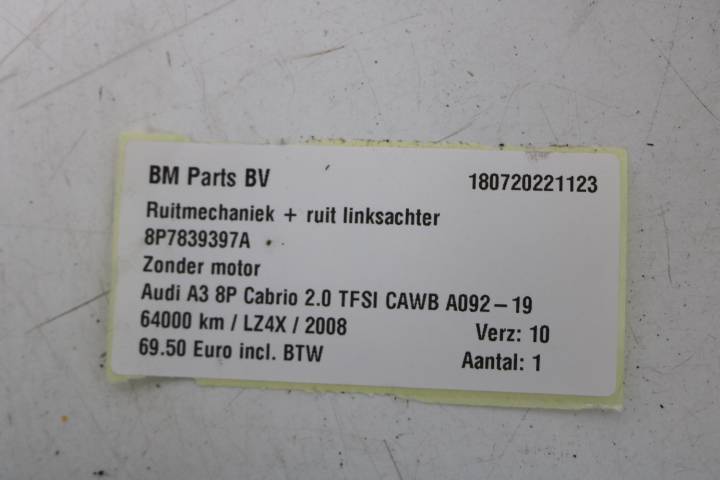 BM Parts BV 180720221123
Ruitmechaniek + ruit linksachter
8P7839397A
Zonder motor
Audi A3 8P Cabrio 2.0 TFSI CAWB A092-19
64000 km / LZ4X / 2008 Verz: 10
69.50 Euro incl. BTW Aantal: 1